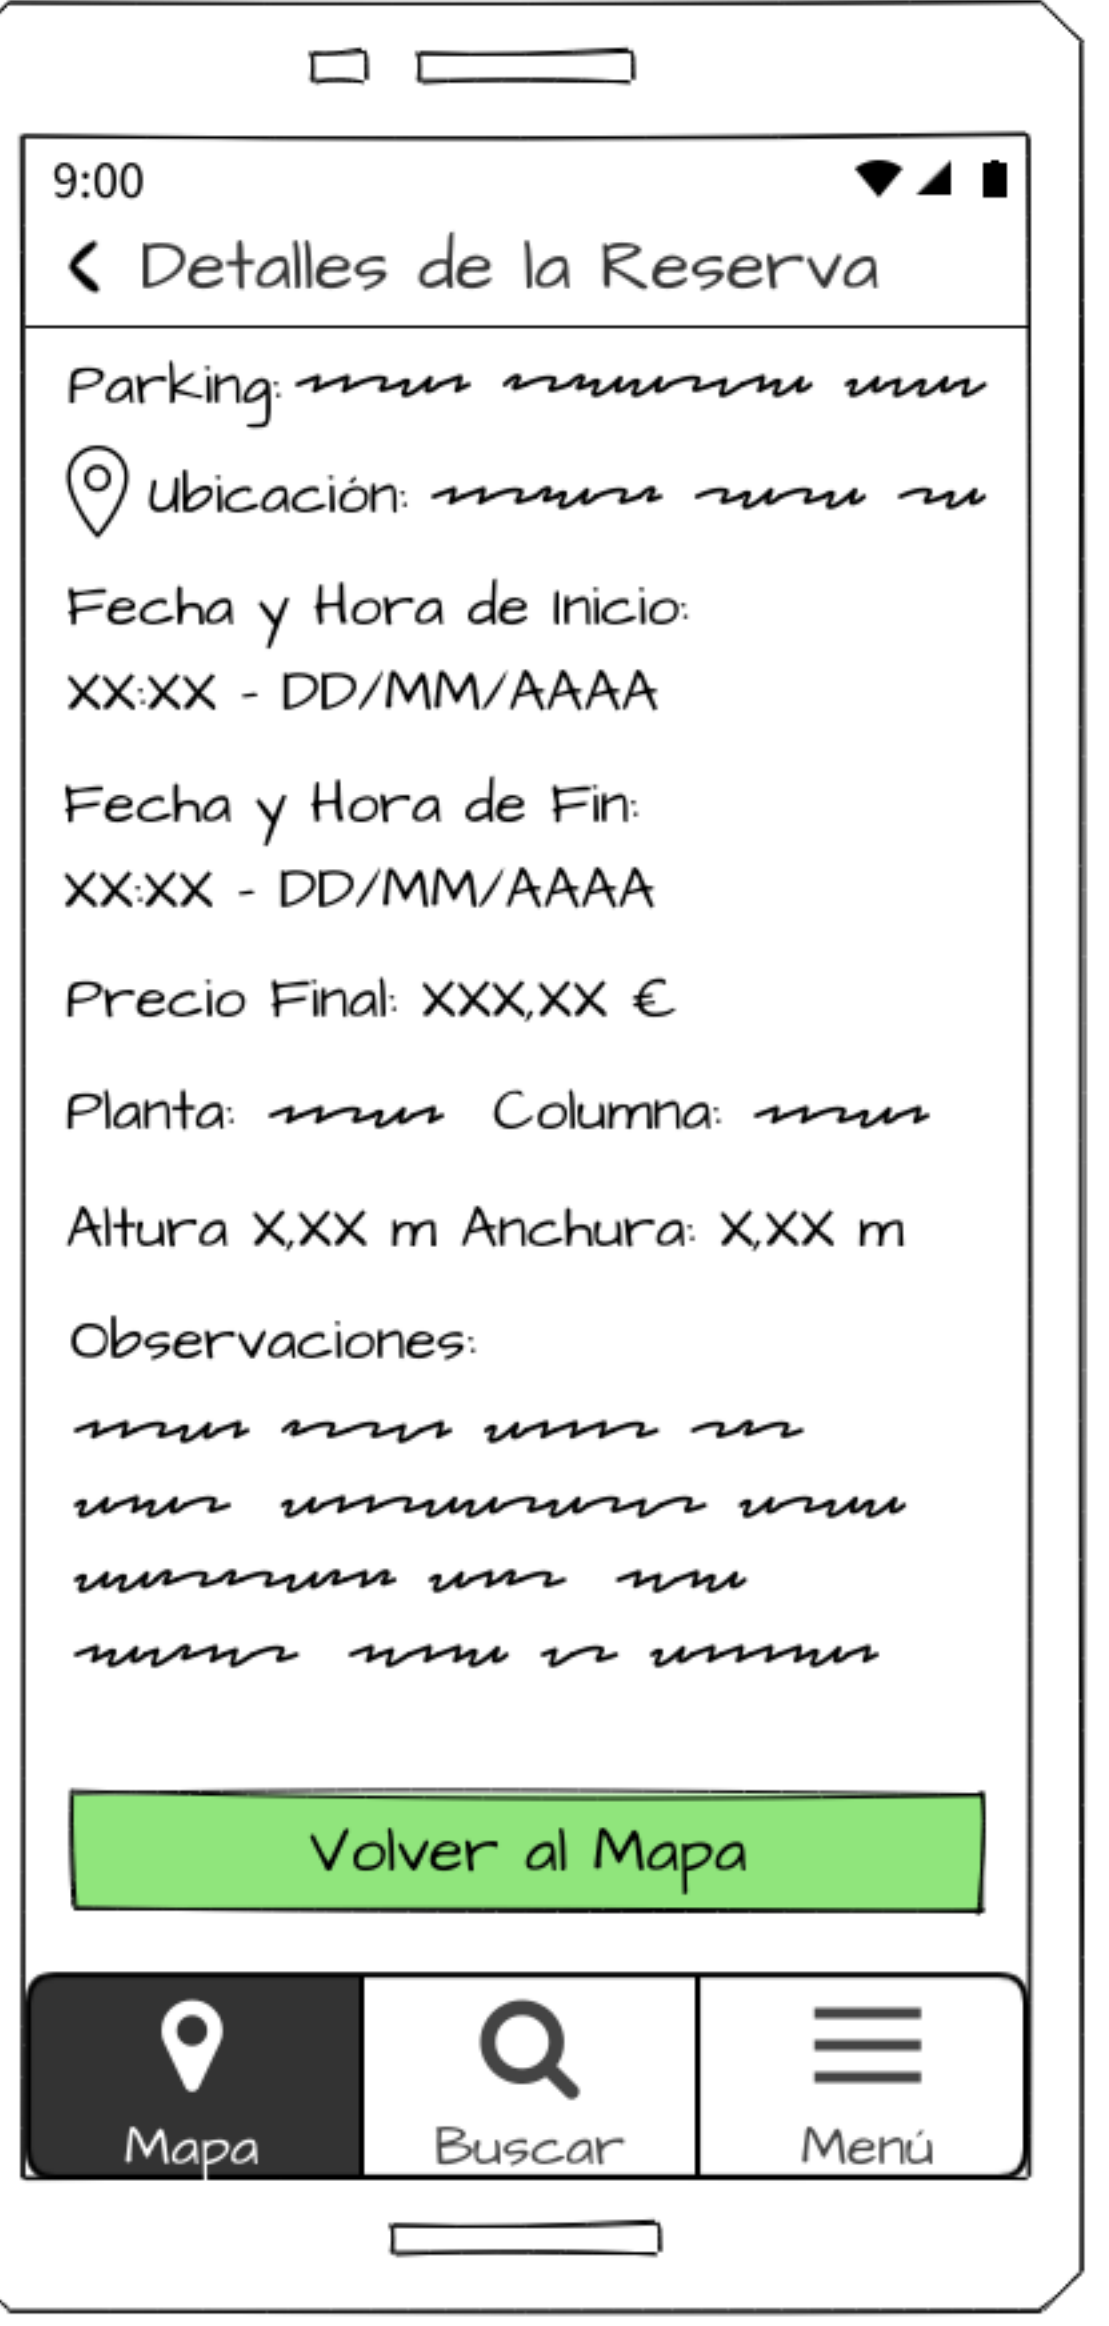 9:00
Detalles de la Reserva
Parking:
Ubicación:
Fecha y Hora de Inicio:
XX:XX - DD/MM/AAAA
Fecha y Hora de Fin:
XX:XX - DD/MM/AAAA
Precio Final: XXX,XX €
Planta: Columna:
Altura X,XX m Anchura: X,XX m
Observaciones:
Volver al Mapa
Mapa Buscar Menú